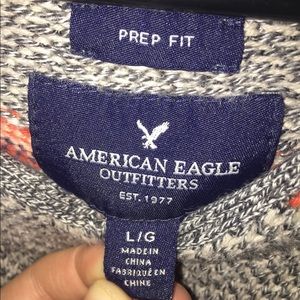 PREP FIT
AMERICAN EAGLE
OUTFITTERS
EST. 1977
L/G
MADE IN
CHINA
FABRIQUÉ EN
CHINE